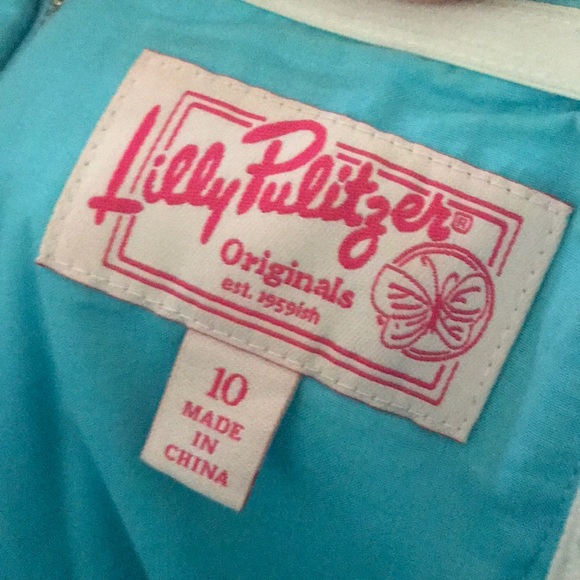 Lilly Pulitzer®
Originals
est. 1959ish
10
MADE
IN
CHINA